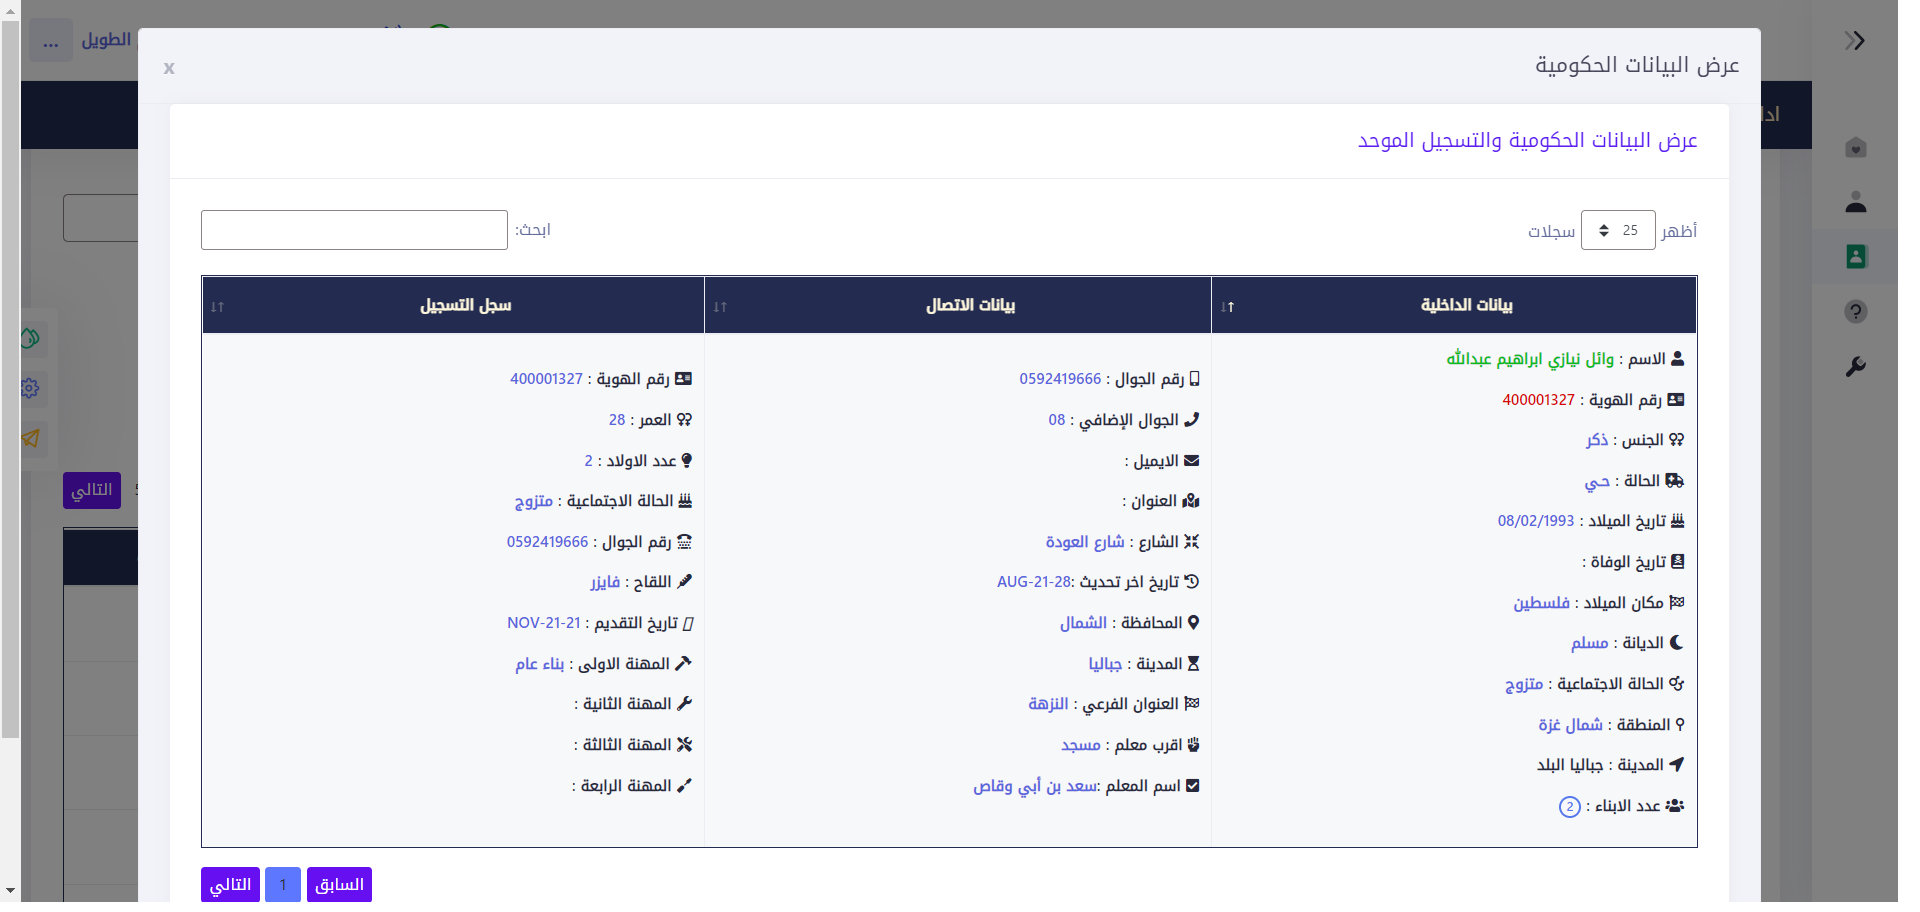 الطويل
...
عرض البيانات الحكومية
x
عرض البيانات الحكومية والتسجيل الموحد
أظهر 25 سجلات
ابحث:
بيانات الداخلية
بيانات الاتصال
سجل التسجيل
الاسم : وائل نيازي ابراهيم عبدالله
رقم الهوية : 400001327
الجنس : ذكر
الحالة : حـي
تاريخ الميلاد : 08/02/1993
تاريخ الوفاة :
مكان الميلاد : فلسطين
الديانة : مسلم
الحالة الاجتماعية : متزوج
المنطقة : شمال غزة
المدينة : جباليا البلد
عدد الابناء : 2
رقم الجوال : 0592419666
الجوال الإضافي : 08
الايميل :
العنوان :
الشارع : شارع العودة
تاريخ اخر تحديث :28-AUG-21
المحافظة : الشمال
المدينة : جباليا
العنوان الفرعي : النزهة
اقرب معلم : مسجد
اسم المعلم :سعد بن أبي وقاص
رقم الهوية : 400001327
العمر : 28
عدد الاولاد : 2
الحالة الاجتماعية : متزوج
رقم الجوال : 0592419666
اللقاح : فايزر
تاريخ التقديم : 21-NOV-21
المهنة الاولى : بناء عام
المهنة الثانية :
المهنة الثالثة :
المهنة الرابعة :
السابق
1
التالي
التالي